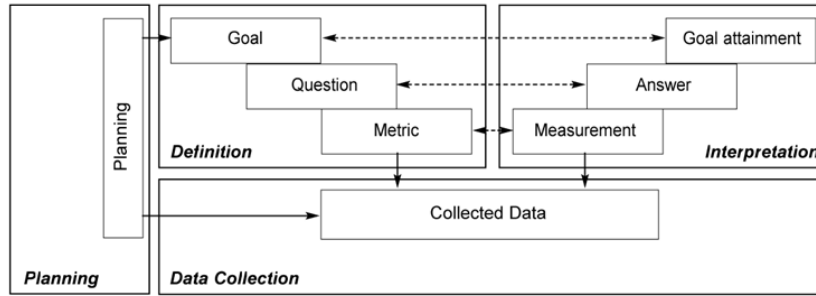 Planning
Goal
Goal attainment
Question
Answer
Metric
Measurement
Definition
Interpretation
Collected Data
Planning
Data Collection